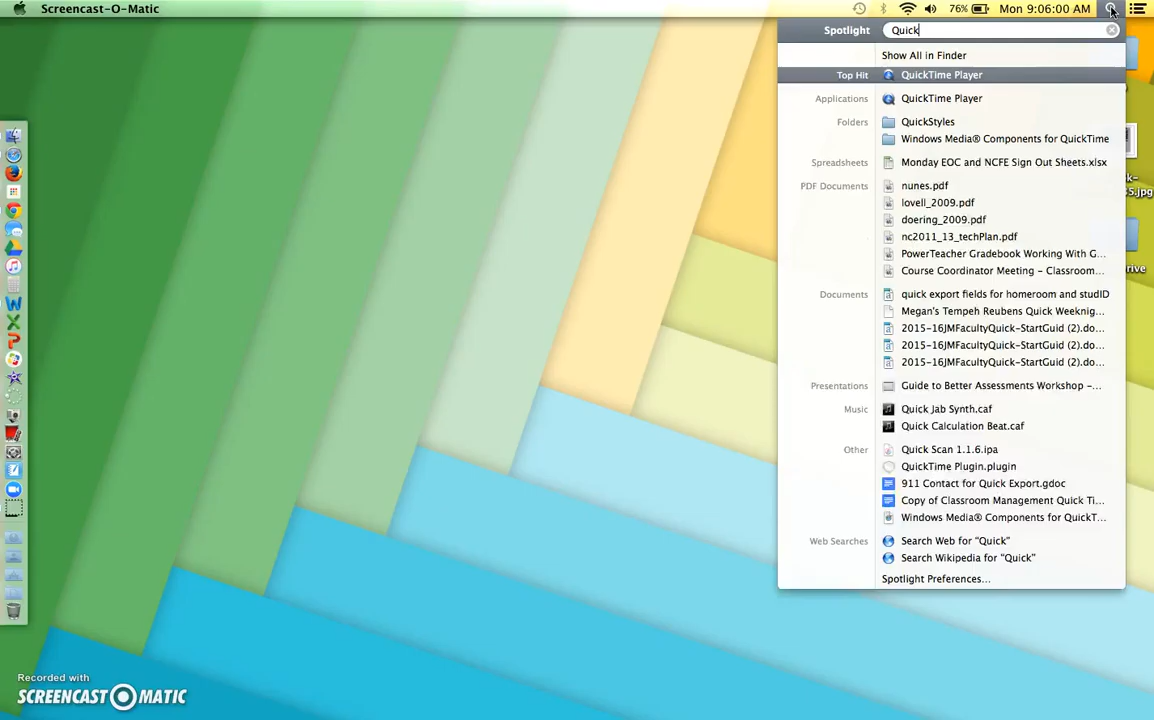 Screencast-O-Matic
76%
Mon 9:06:00 AM
Spotlight
Quick
Show All in Finder
Top Hit
QuickTime Player
Applications
QuickTime Player
Folders
QuickStyles
Windows Media® Components for QuickTime
Spreadsheets
Monday EOC and NCFE Sign Out Sheets.xlsx
PDF Documents
nunes.pdf
lovell_2009.pdf
doering_2009.pdf
nc2011_13_techPlan.pdf
PowerTeacher Gradebook Working With G...
Course Coordinator Meeting – Classroom...
Documents
quick export fields for homeroom and studID
Megan's Tempeh Reubens Quick Weeknig...
2015-16JMFacultyQuick-StartGuid (2).do...
2015-16JMFacultyQuick-StartGuid (2).do...
2015-16JMFacultyQuick-StartGuid (2).do...
Presentations
Guide to Better Assessments Workshop –...
Music
Quick Jab Synth.caf
Quick Calculation Beat.caf
Other
Quick Scan 1.1.6.ipa
QuickTime Plugin.plugin
911 Contact for Quick Export.gdoc
Copy of Classroom Management Quick Ti...
Windows Media® Components for QuickT...
Web Searches
Search Web for "Quick"
Search Wikipedia for "Quick"
Spotlight Preferences...
Recorded with
SCREENCAST-O-MATIC